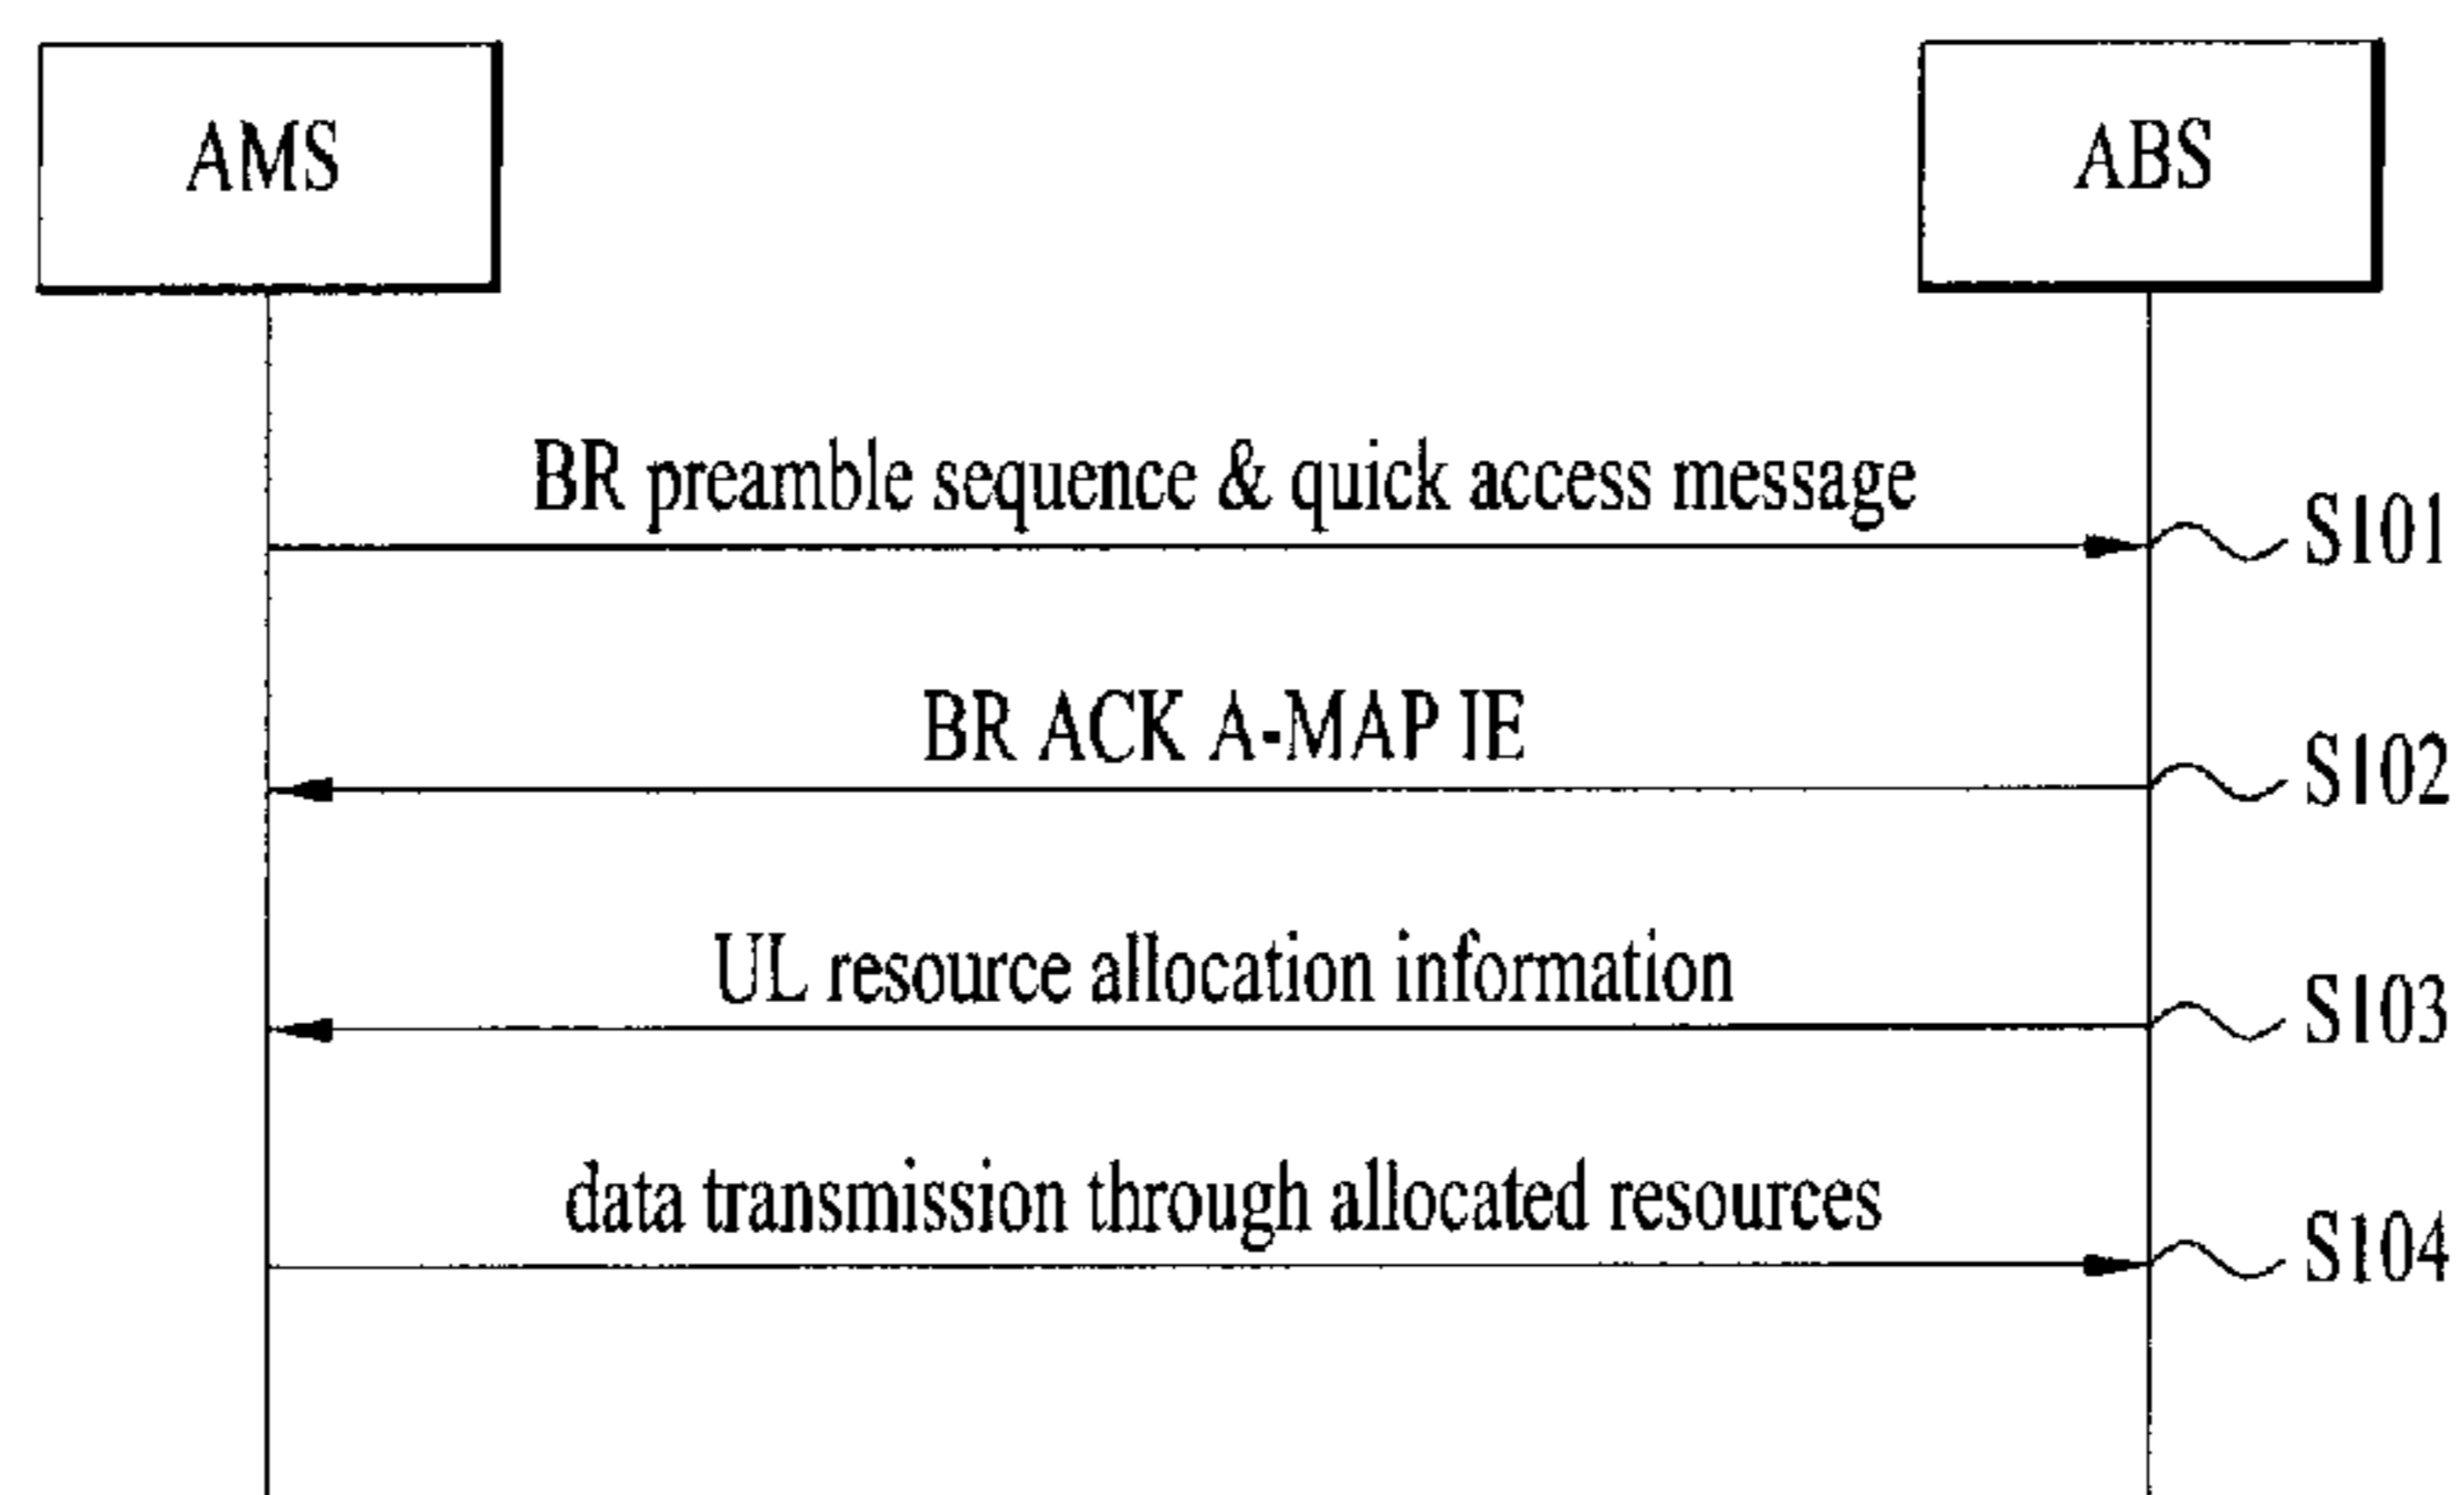 AMS
ABS
BR preamble sequence & quick access message
S101
BR ACK A-MAP IE
S102
UL resource allocation information
S103
data transmission through allocated resources
S104